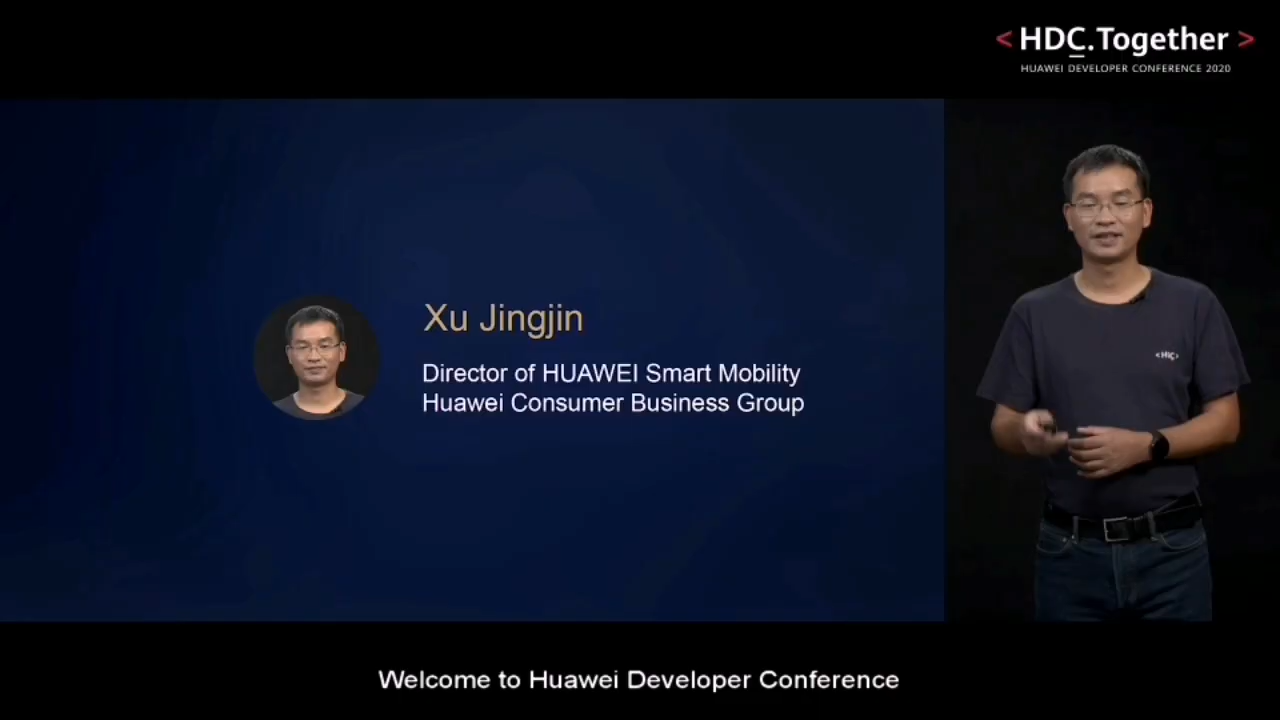 < HDC.Together >
HUAWEI DEVELOPER CONFERENCE 2020
Xu Jingjin
Director of HUAWEI Smart Mobility
Huawei Consumer Business Group
<HC>
Welcome to Huawei Developer Conference